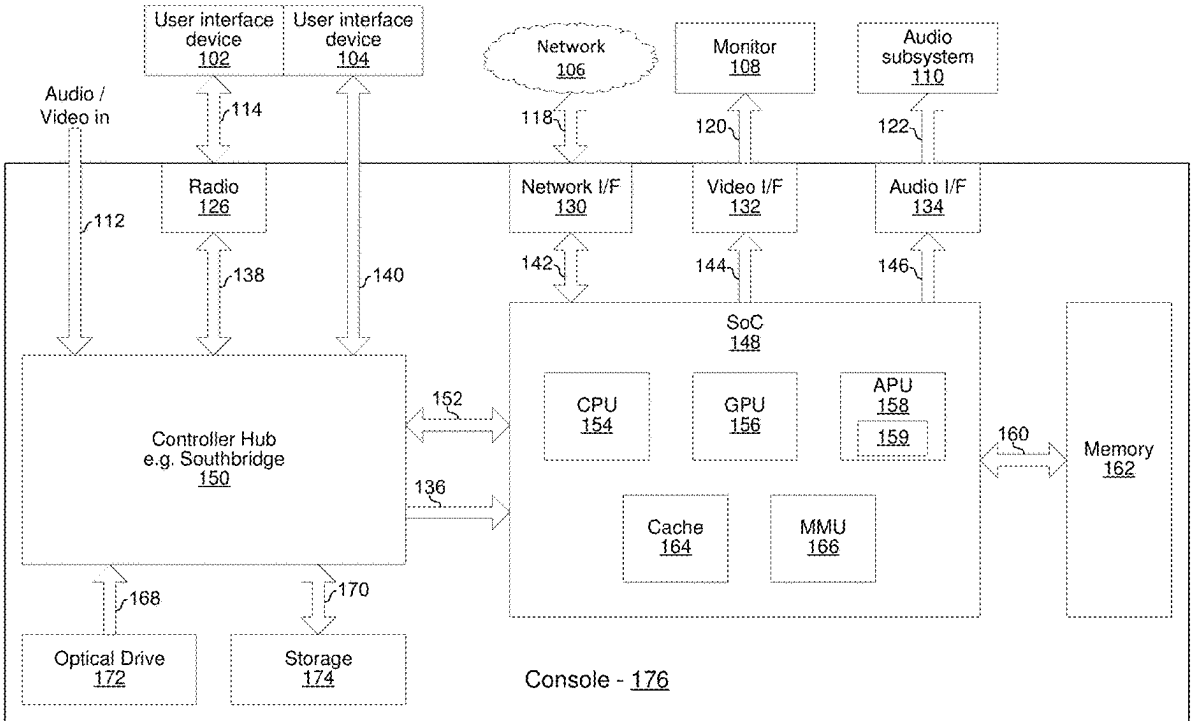 User interface
device
102
User interface
device
104
Network
106
Monitor
108
Audio
subsystem
110
Audio /
Video in
114
118
120
122
Radio
126
Network I/F
130
Video I/F
132
Audio I/F
134
112
138
140
142
144
146
SoC
148
CPU
154
GPU
156
APU
158
159
152
Controller Hub
e.g. Southbridge
150
136
160
Memory
162
Cache
164
MMU
166
168
170
Optical Drive
172
Storage
174
Console - 176